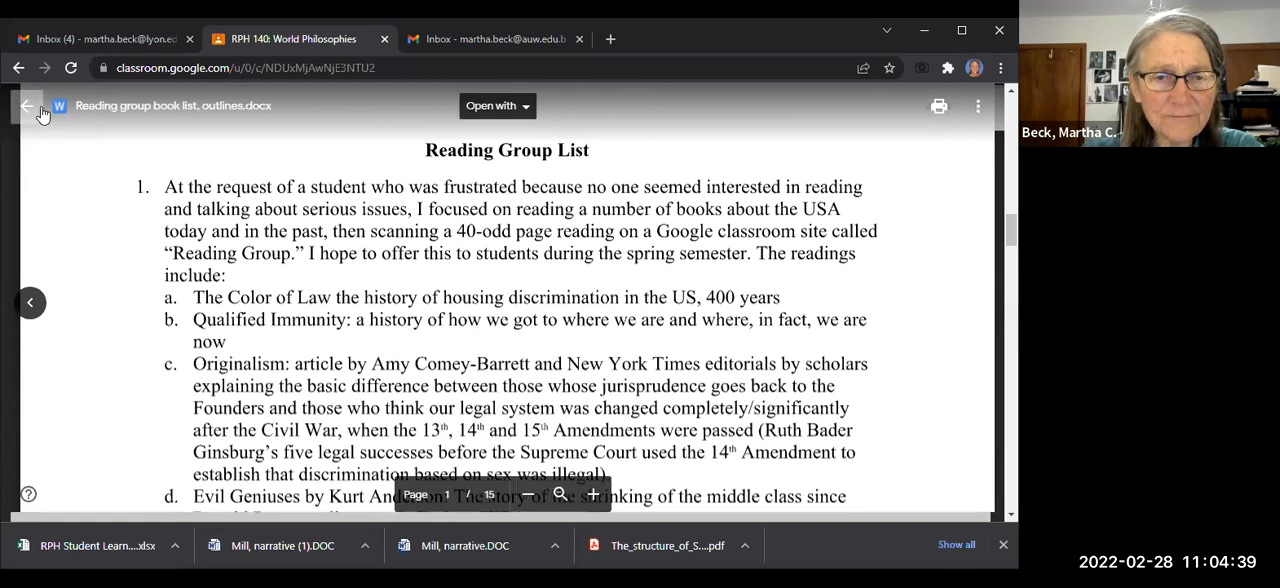 Inbox (4) - martha.beck@lyon.ed
RPH 140: World Philosophies
Inbox - martha.beck@auw.edu.b
classroom.google.com/u/0/c/NDUxMjAwNjE3NTU2
W Reading group book list, outlines.docx
Open with
Beck, Martha C.
Reading Group List
1. At the request of a student who was frustrated because no one seemed interested in reading
and talking about serious issues, I focused on reading a number of books about the USA
today and in the past, then scanning a 40-odd page reading on a Google classroom site called
“Reading Group.” I hope to offer this to students during the spring semester. The readings
include:
a. The Color of Law the history of housing discrimination in the US, 400 years
b. Qualified Immunity: a history of how we got to where we are and where, in fact, we are
now
c. Originalism: article by Amy Comey-Barrett and New York Times editorials by scholars
explaining the basic difference between those whose jurisprudence goes back to the
Founders and those who think our legal system was changed completely/significantly
after the Civil War, when the 13th, 14th and 15th Amendments were passed (Ruth Bader
Ginsburg’s five legal successes before the Supreme Court used the 14th Amendment to
establish that discrimination based on sex was illegal)
d. Evil Geniuses by Kurt Anderson: The story of the shrinking of the middle class since
Page 1 / 15
RPH Student Learn....xlsx
Mill, narrative (1).DOC
Mill, narrative.DOC
The_structure_of_S....pdf
Show all
2022-02-28 11:04:39